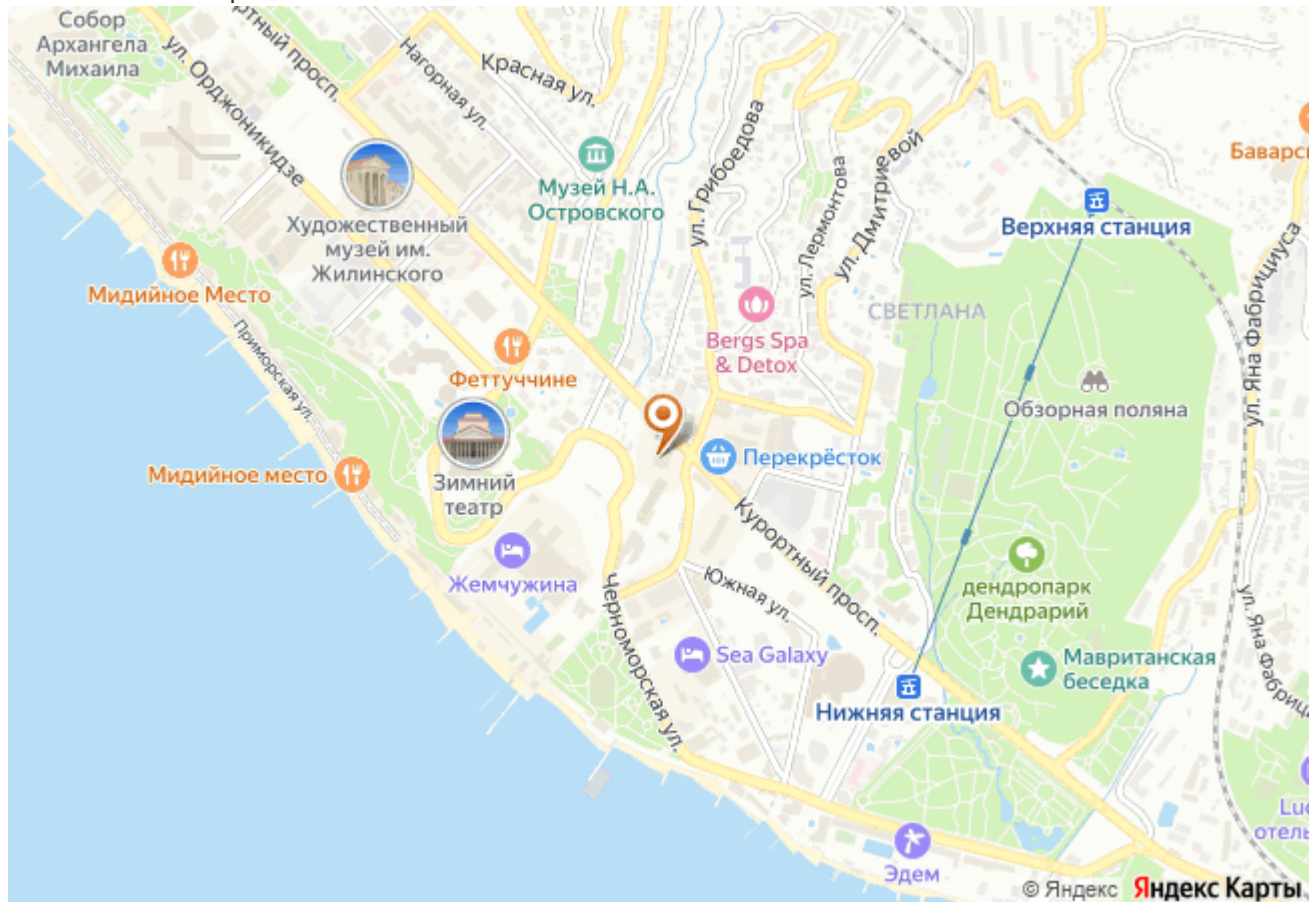 Собор
Архангела
Михаила
ул. Орджоникидзе
ортный просп.
Нагорная ул.
Красная ул.
Музей Н.А.
Островского
Художественный
музей им.
Жилинского
ул. Грибоедова
ул. Лермонтова
ул. Дмитриевой
Баварс
Верхняя станция
Мидийное Место
Приморская ул.
Bergs Spa
& Detox
СВЕТЛАНА
ул. Яна Фабрициуса
Феттуччине
Обзорная поляна
Зимний
театр
Мидийное место
Перекрёсток
Курортный просп.
Жемчужина
Черноморская ул.
Южная ул.
дендропарк
Дендрарий
ул. Яна Фабрици
Sea Galaxy
Мавританская
беседка
Нижняя станция
Luc
отель
Эдем
© Яндекс Яндекс Карты